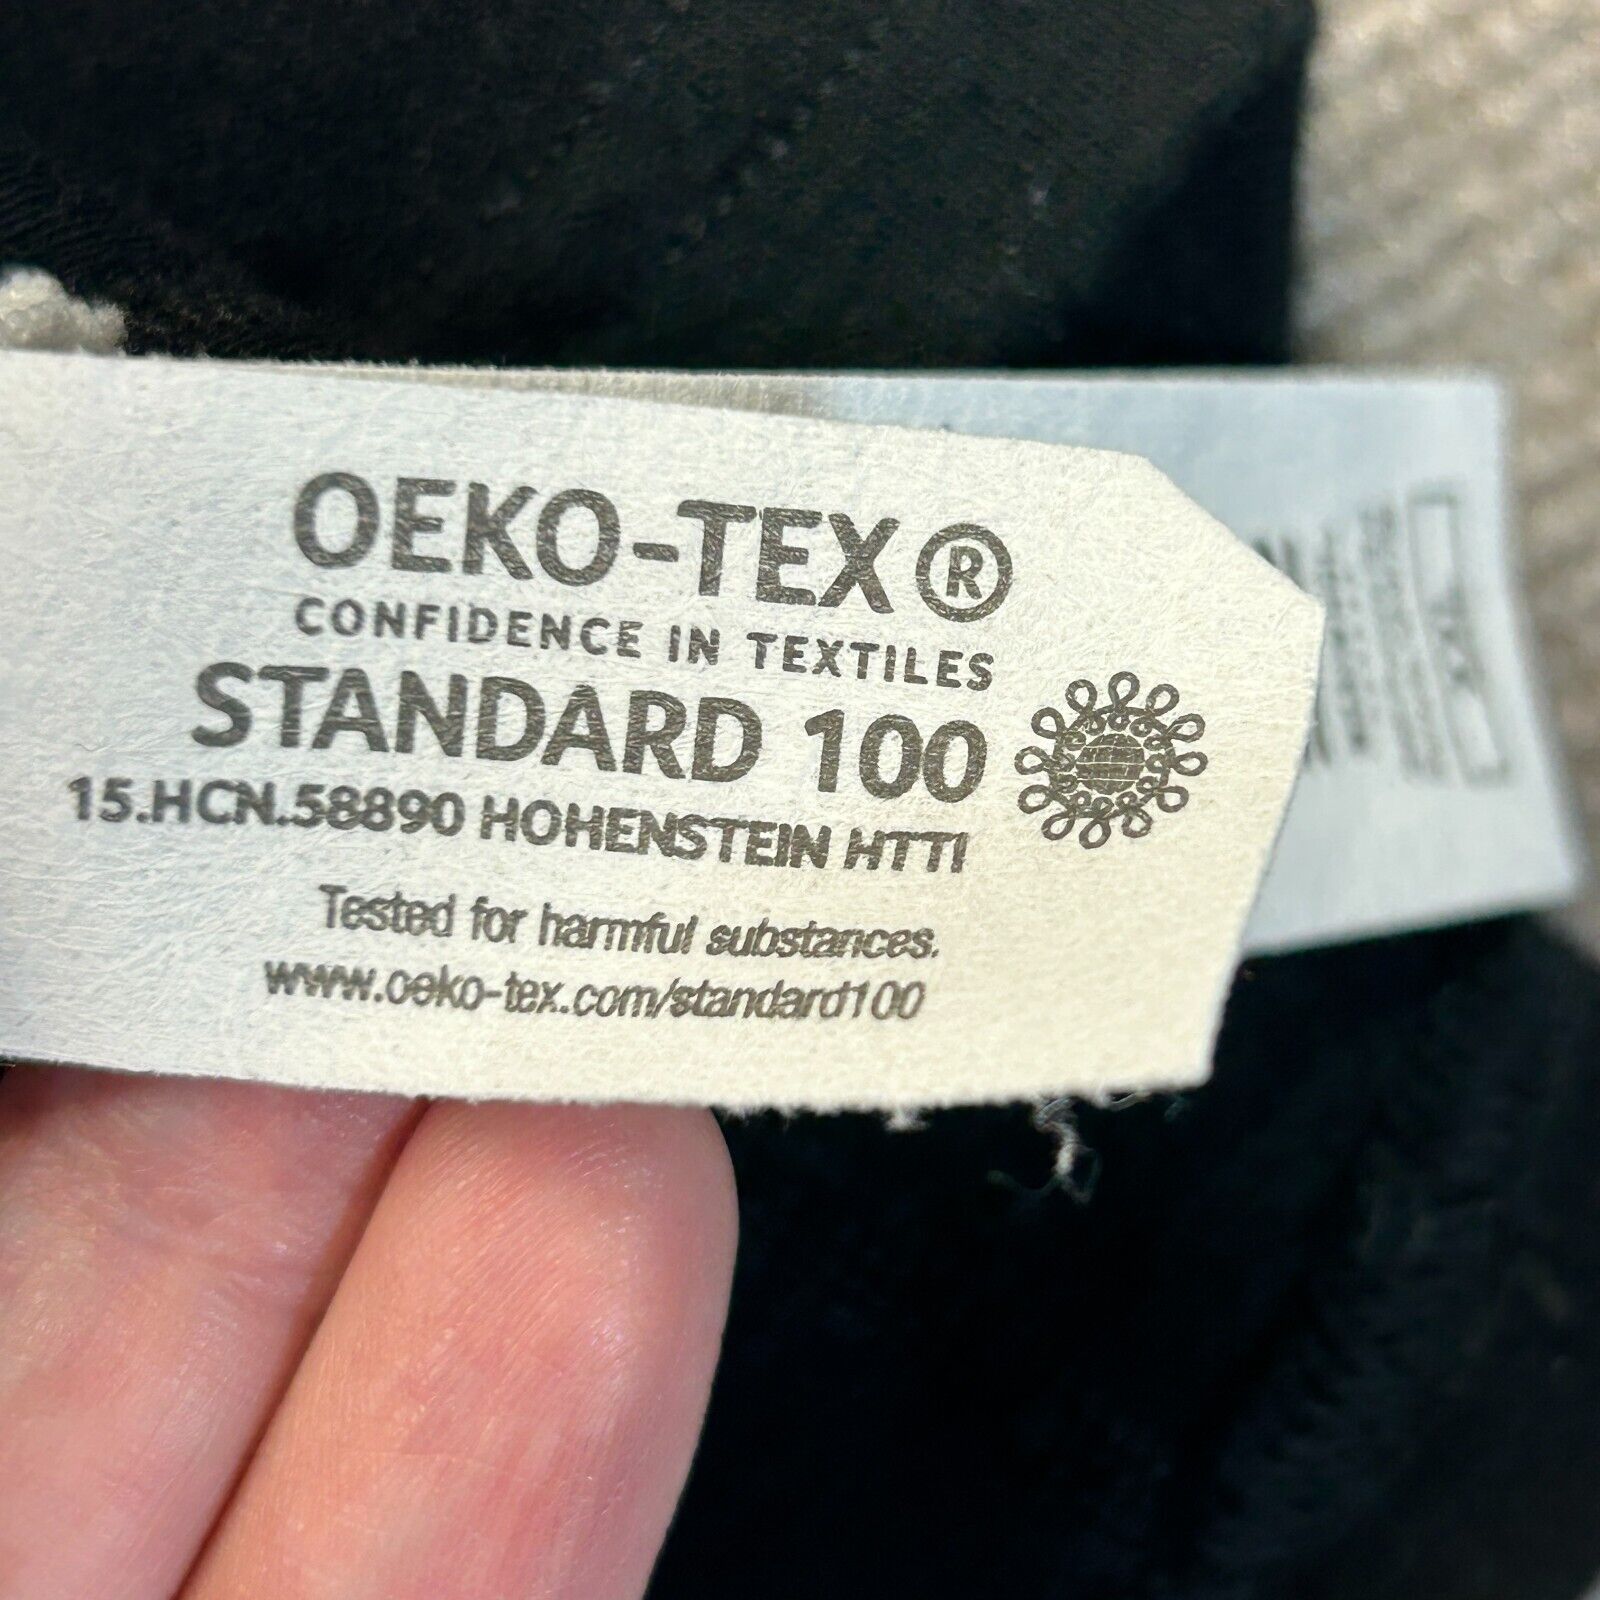 OEKO-TEX®
CONFIDENCE IN TEXTILES
STANDARD 100
15.HCN.58890 HOHENSTEIN HTTI
Tested for harmful substances.
www.oeko-tex.com/standard100